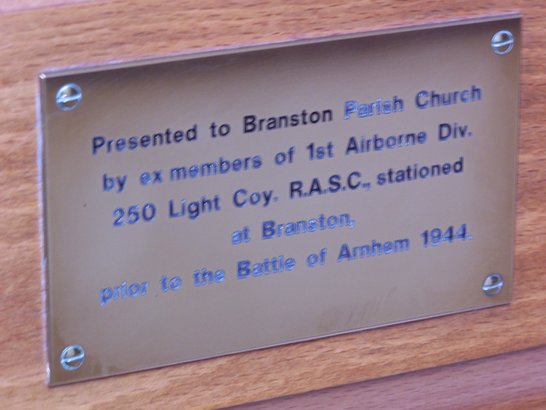 Presented to Branston Parish Church
by ex members of 1st Airborne Div.
250 Light Coy. R.A.S.C., stationed
at Branston,
prior to the Battle of Arnhem 1944.